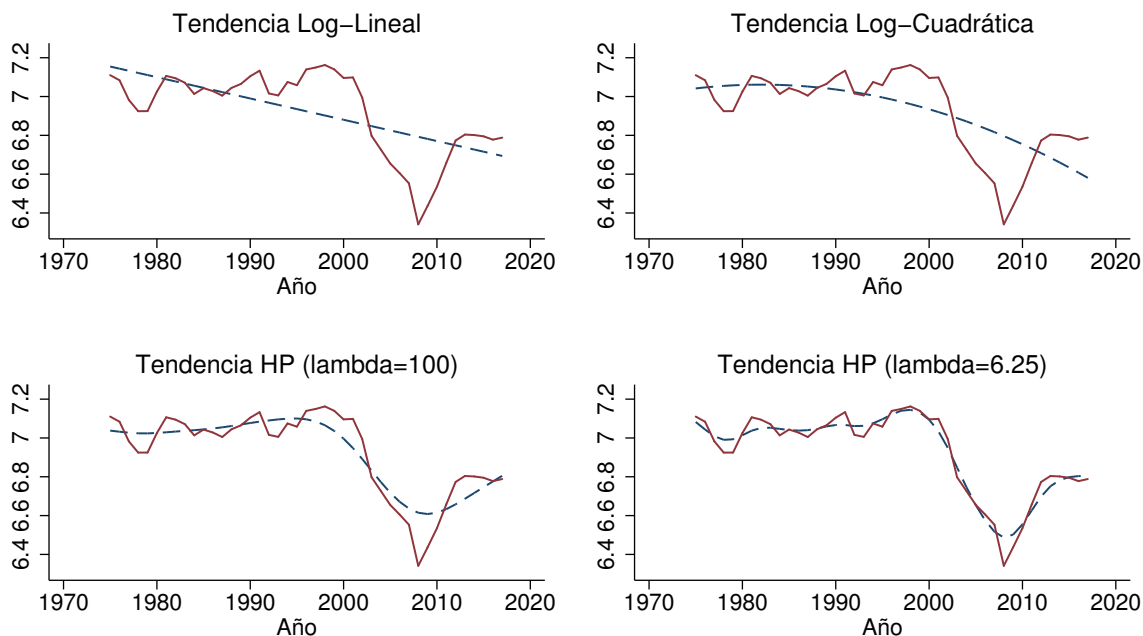 Tendencia Log−Lineal
7.2
7
6.8
6.6
6.4
1970 1980 1990 2000 2010 2020
Año
Tendencia Log−Cuadrática
7.2
7
6.8
6.6
6.4
1970 1980 1990 2000 2010 2020
Año
Tendencia HP (lambda=100)
7.2
7
6.8
6.6
6.4
1970 1980 1990 2000 2010 2020
Año
Tendencia HP (lambda=6.25)
7.2
7
6.8
6.6
6.4
1970 1980 1990 2000 2010 2020
Año